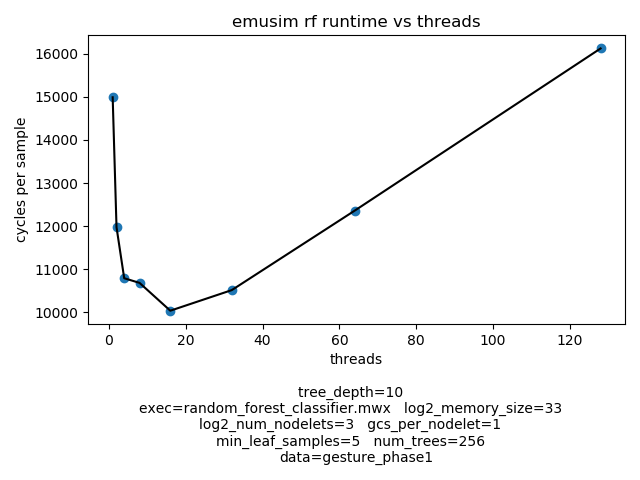 emusim rf runtime vs threads
16000
15000
14000
13000
12000
11000
10000
cycles per sample
0 20 40 60 80 100 120
threads
tree_depth=10
exec=random_forest_classifier.mwx log2_memory_size=33
log2_num_nodelets=3 gcs_per_nodelet=1
min_leaf_samples=5 num_trees=256
data=gesture_phase1